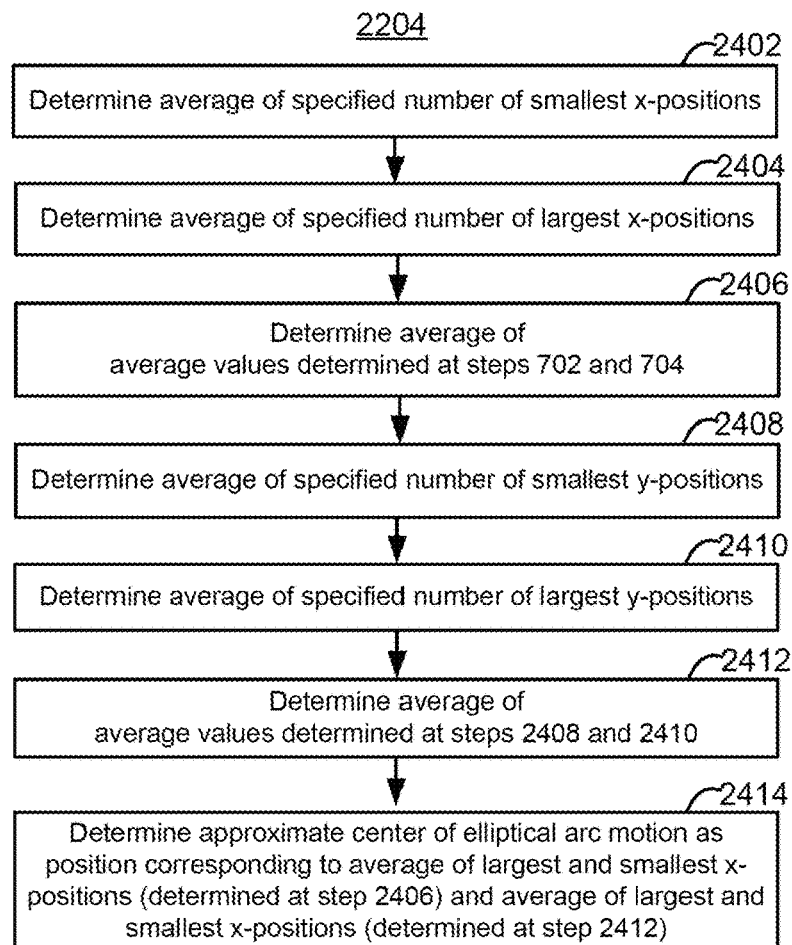 2204
2402
Determine average of specified number of smallest x-positions
2404
Determine average of specified number of largest x-positions
2406
Determine average of
average values determined at steps 702 and 704
2408
Determine average of specified number of smallest y-positions
2410
Determine average of specified number of largest y-positions
2412
Determine average of
average values determined at steps 2408 and 2410
2414
Determine approximate center of elliptical arc motion as
position corresponding to average of largest and smallest x-
positions (determined at step 2406) and average of largest and
smallest x-positions (determined at step 2412)